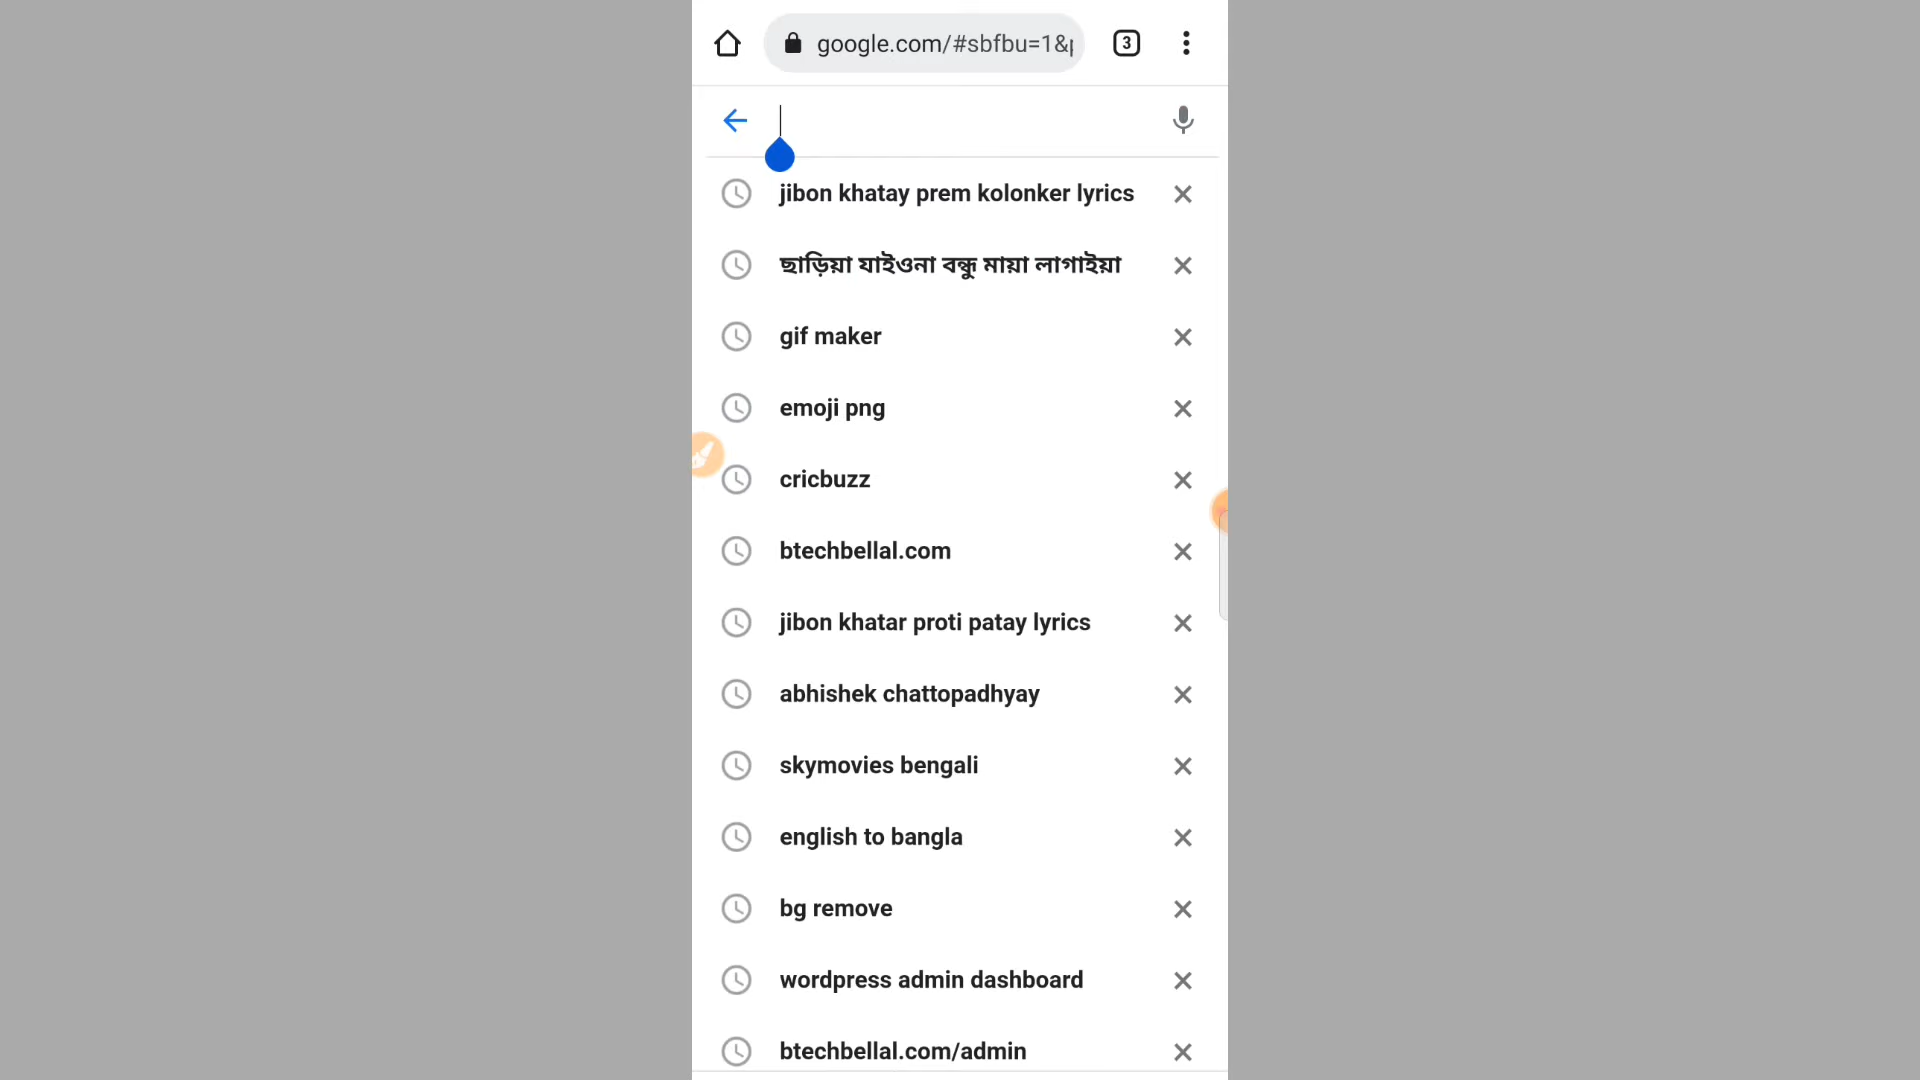 google.com/#sbfbu=1&
3
jibon khatay prem kolonker lyrics
ছাড়িয়া যাইওনা বন্ধু মায়া লাগাইয়া
gif maker
emoji png
cricbuzz
btechbellal.com
jibon khatar proti patay lyrics
abhishek chattopadhyay
skymovies bengali
english to bangla
bg remove
wordpress admin dashboard
btechbellal.com/admin